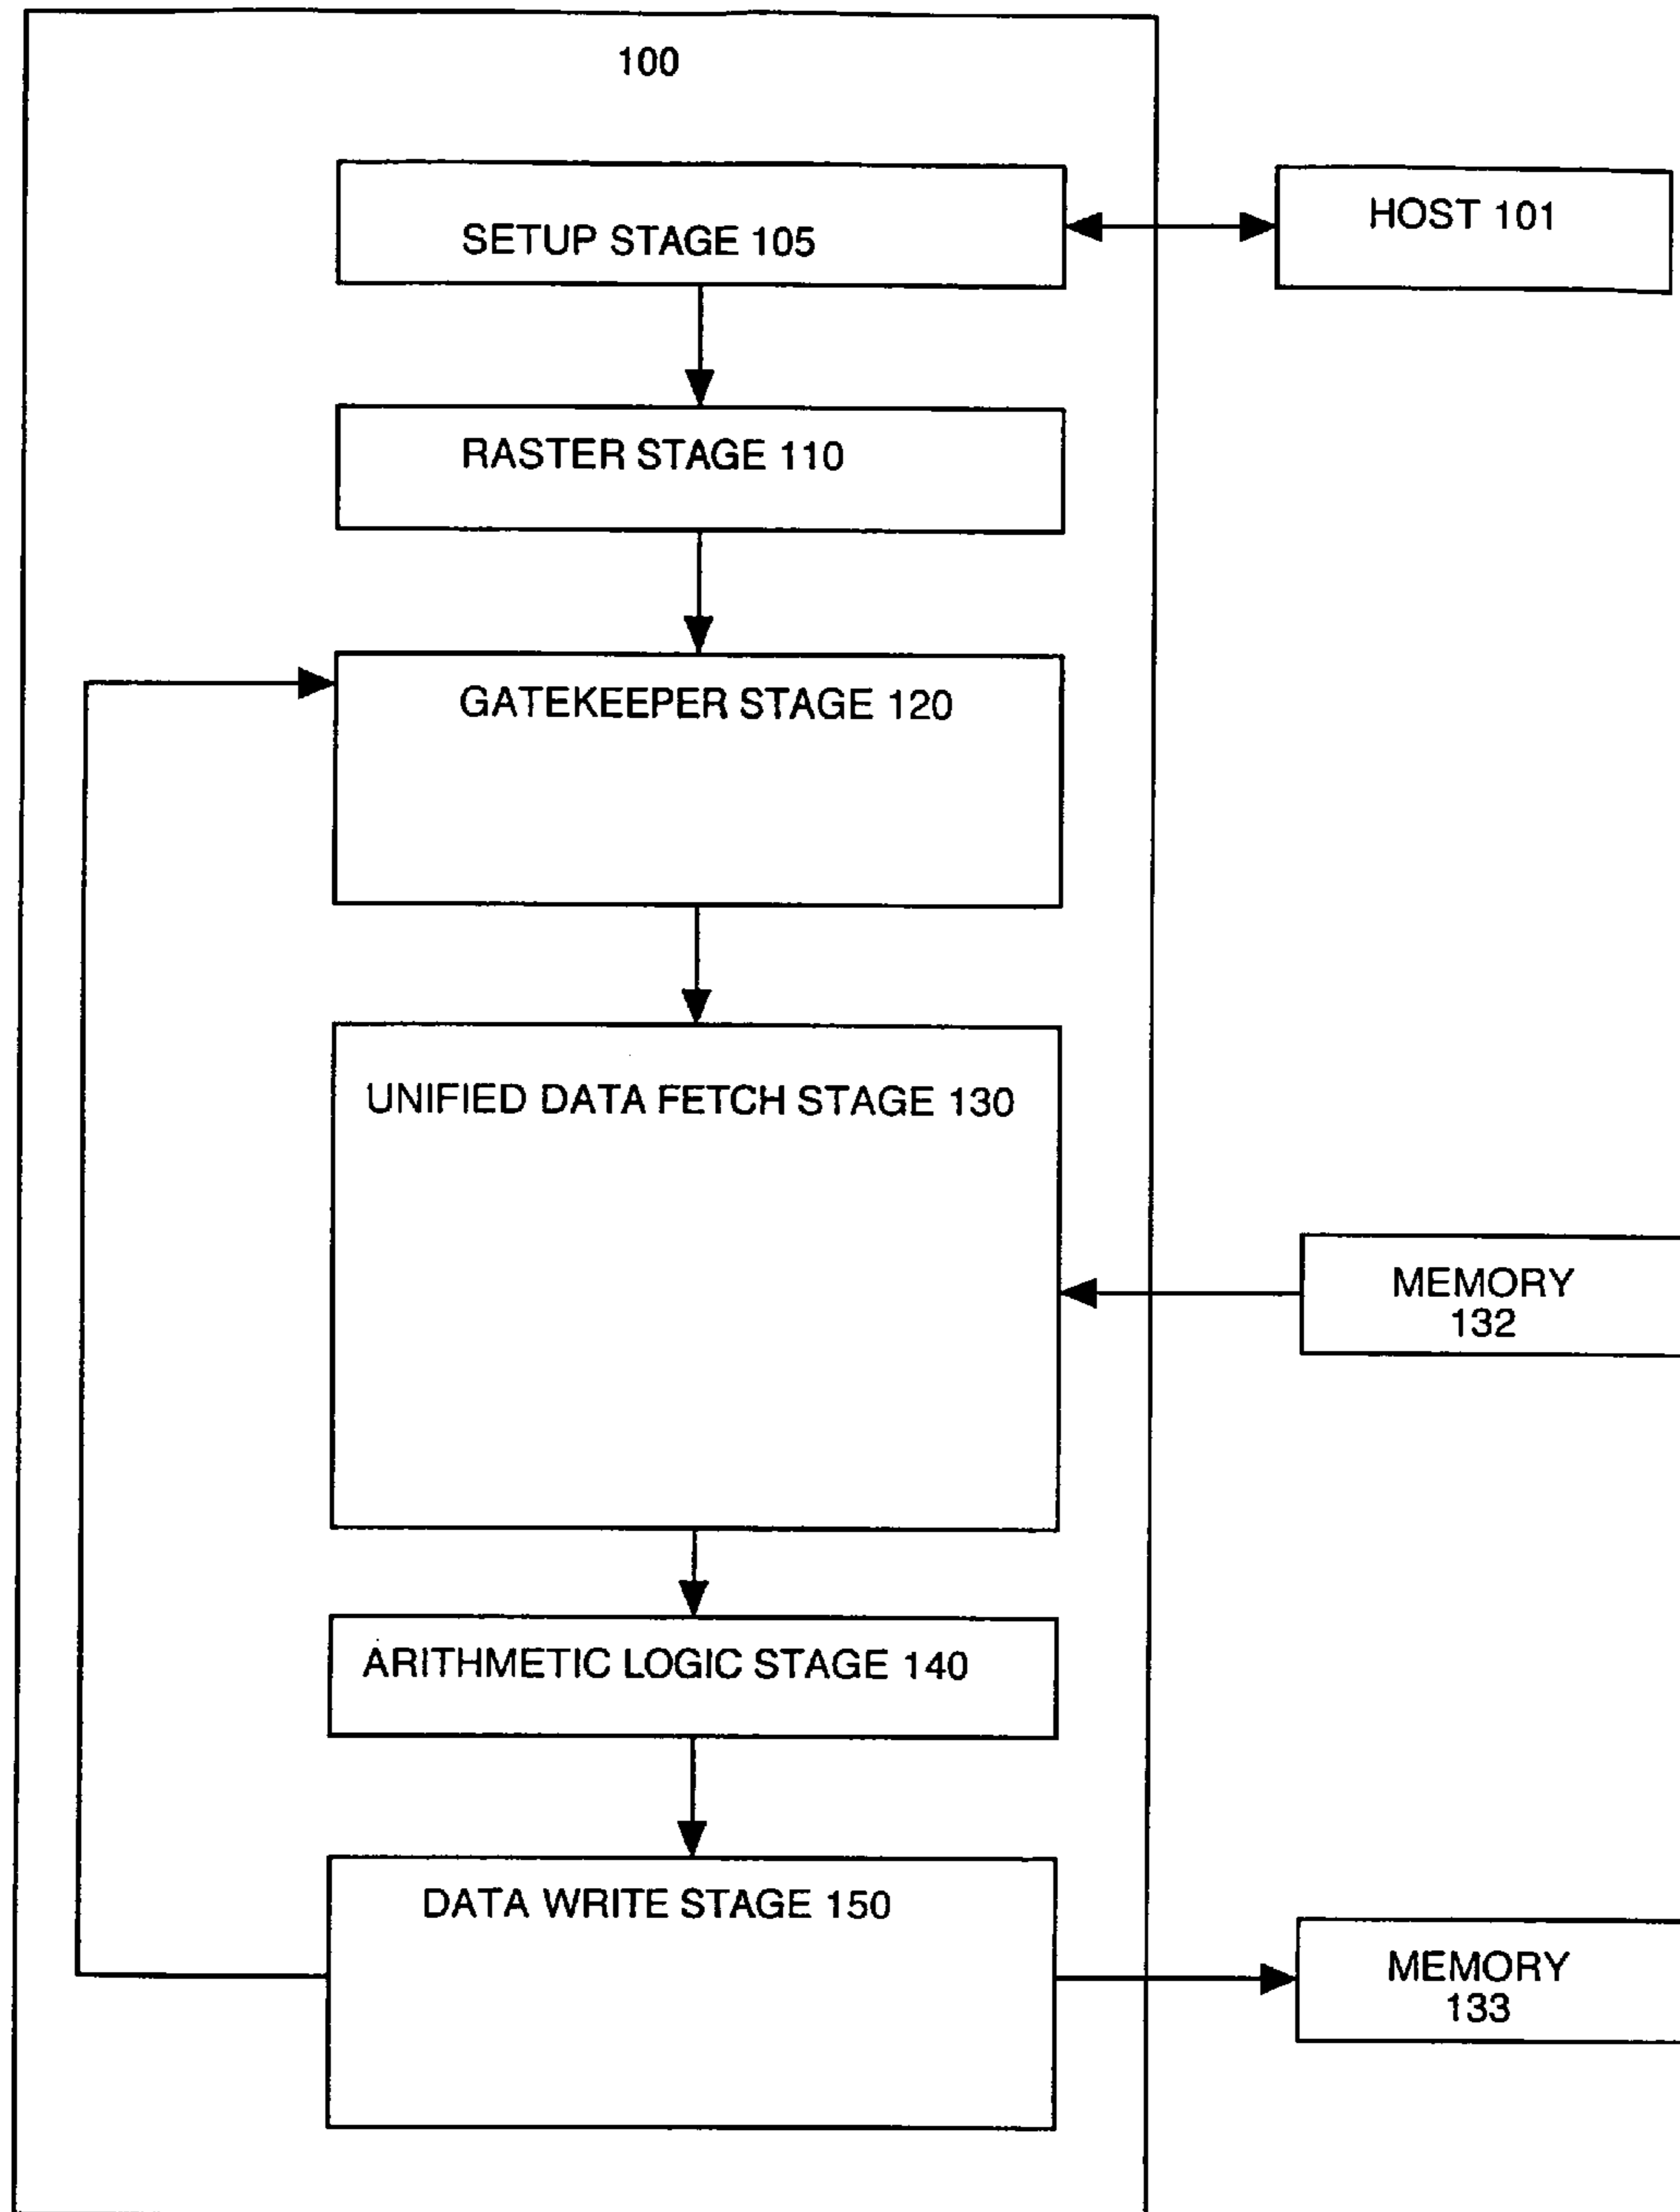 100
SETUP STAGE 105
HOST 101
RASTER STAGE 110
GATEKEEPER STAGE 120
UNIFIED DATA FETCH STAGE 130
MEMORY
132
ARITHMETIC LOGIC STAGE 140
DATA WRITE STAGE 150
MEMORY
133